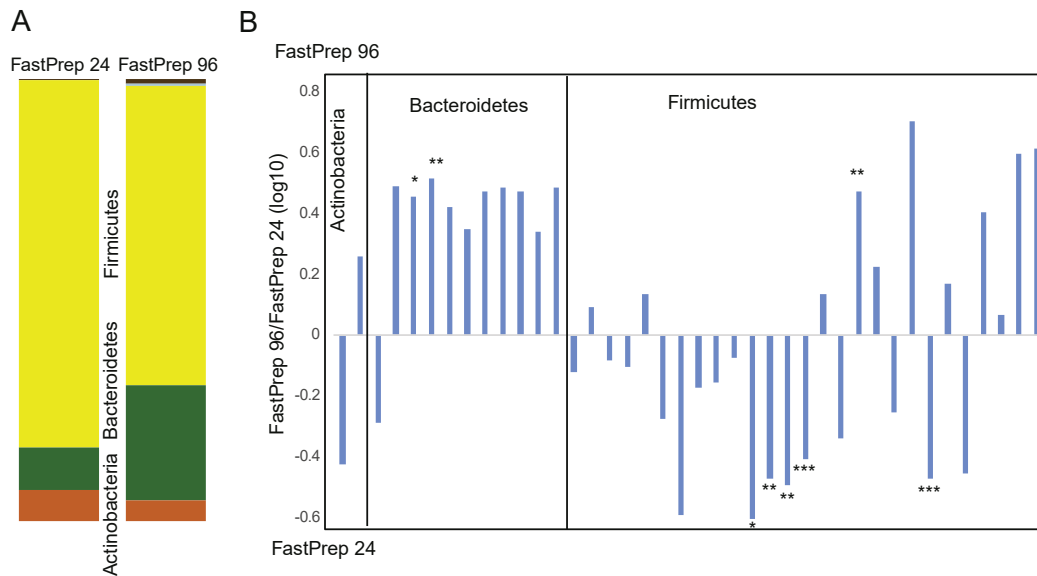 A
FastPrep 24 FastPrep 96
Firmicutes
Bacteroidetes
Actinobacteria
B
FastPrep 96
FastPrep 96/FastPrep 24 (log10)
0.8
0.6
0.4
0.2
0
-0.2
-0.4
-0.6
Actinobacteria
Bacteroidetes
Firmicutes
*
**
*
**
**
***
**
***
FastPrep 24